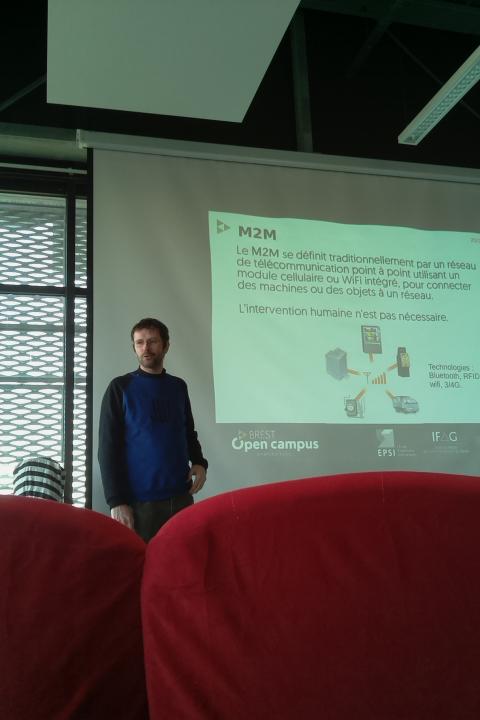 M2M
Le M2M se définit traditionnellement par un réseau
de télécommunication point à point utilisant un
module cellulaire ou WiFi intégré, pour connecter
des machines ou des objets à un réseau.
L'intervention humaine n'est pas nécessaire.
Technologies :
Bluetooth, RFID
wifi, 3/4G.
BREST
Open campus
EPSI
IFAG